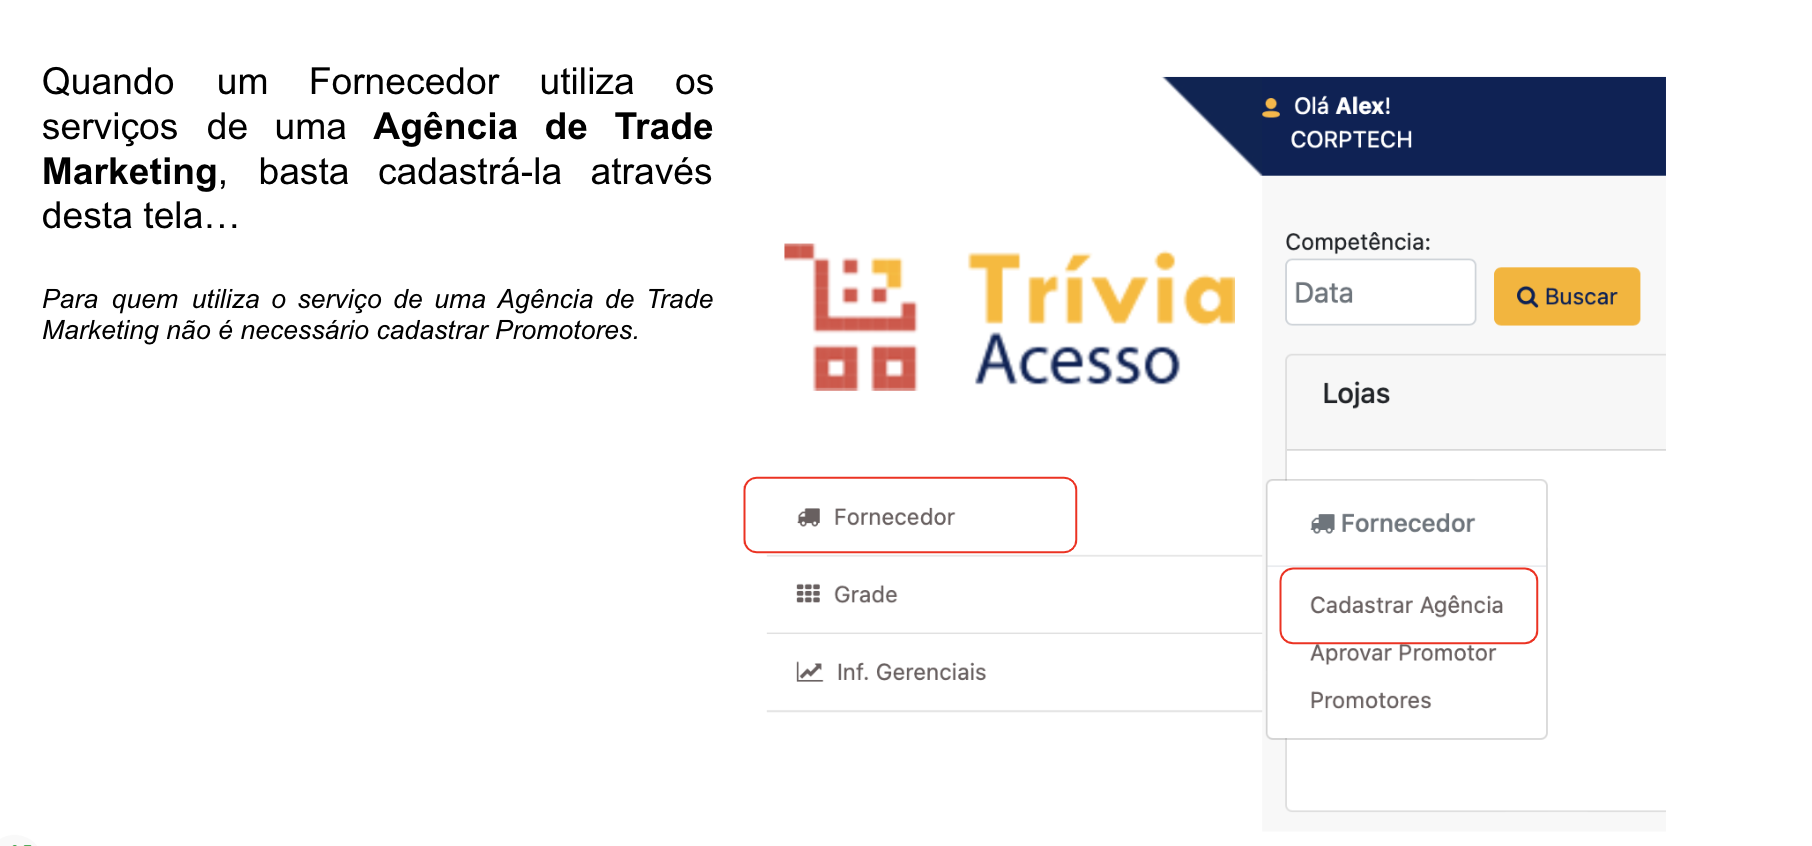 Quando um Fornecedor utiliza os
serviços de uma Agência de Trade
Marketing, basta cadastrá-la através
desta tela…
Para quem utiliza o serviço de uma Agência de Trade
Marketing não é necessário cadastrar Promotores.
Olá Alex!
CORPTECH
Trívia
Acesso
Competência:
Data
Buscar
Lojas
Fornecedor
Grade
Inf. Gerenciais
Fornecedor
Cadastrar Agência
Aprovar Promotor
Promotores